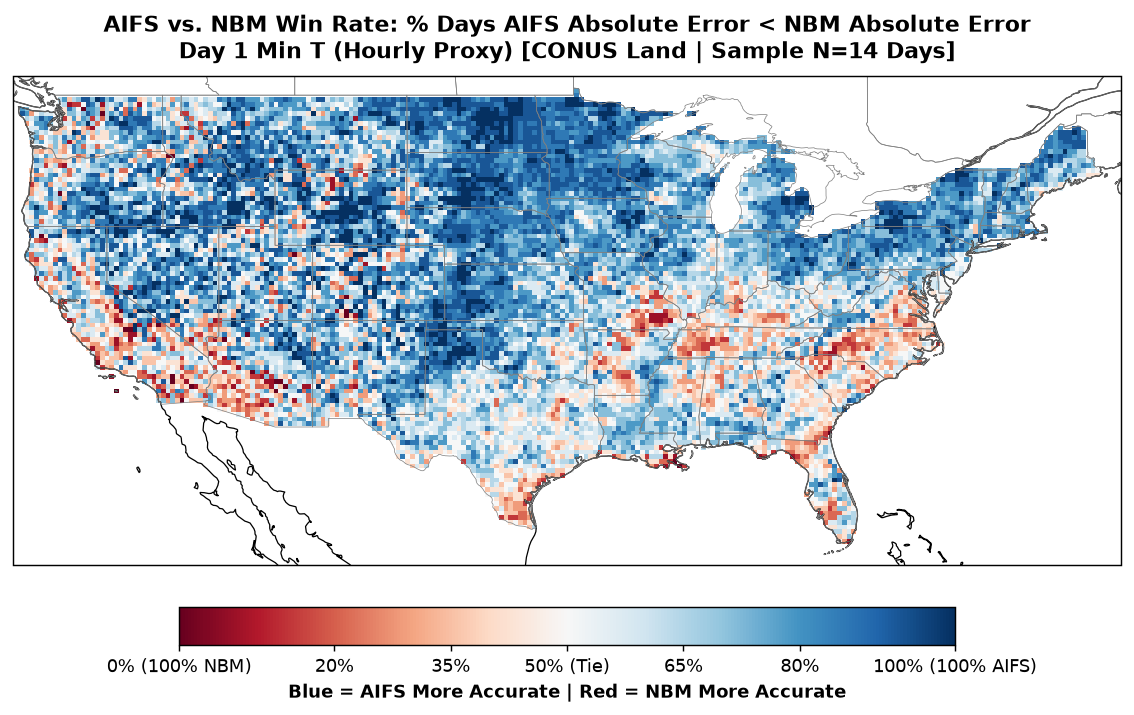 AIFS vs. NBM Win Rate: % Days AIFS Absolute Error < NBM Absolute Error
Day 1 Min T (Hourly Proxy) [CONUS Land | Sample N=14 Days]
0% (100% NBM) 20% 35% 50% (Tie) 65% 80% 100% (100% AIFS)
Blue = AIFS More Accurate | Red = NBM More Accurate